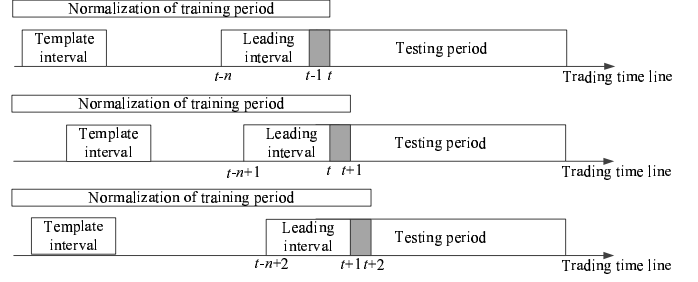 Normalization of training period
Template interval
Leading interval
Testing period
t-n
t-1 t
Trading time line
Normalization of training period
Template interval
Leading interval
Testing period
t-n+1
t t+1
Trading time line
Normalization of training period
Template interval
Leading interval
Testing period
t-n+2
t+1 t+2
Trading time line